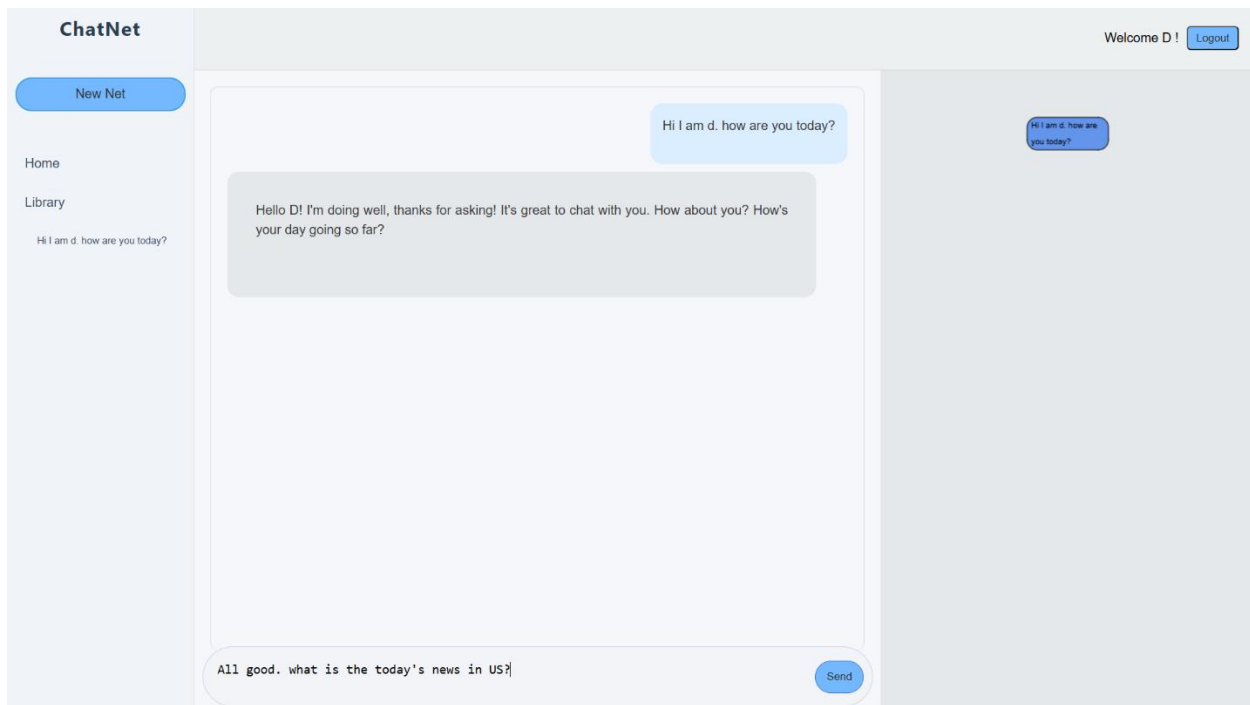 ChatNet
Welcome D !
Logout
New Net
Home
Library
Hi I am d. how are you today?
Hi I am d. how are you today?
Hello D! I'm doing well, thanks for asking! It's great to chat with you. How about you? How's
your day going so far?
All good. what is the today's news in US?
Send
Hi I am d. how are
you today?